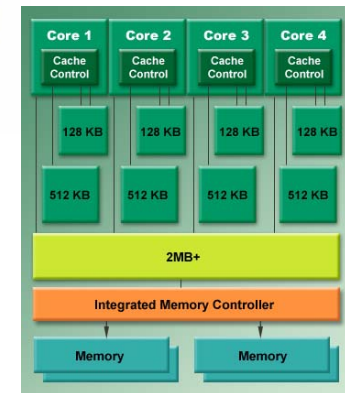 Core 1 Core 2 Core 3 Core 4
Cache Control Cache Control Cache Control Cache Control
128 KB 128 KB 128 KB 128 KB
512 KB 512 KB 512 KB 512 KB
2MB+
Integrated Memory Controller
Memory Memory